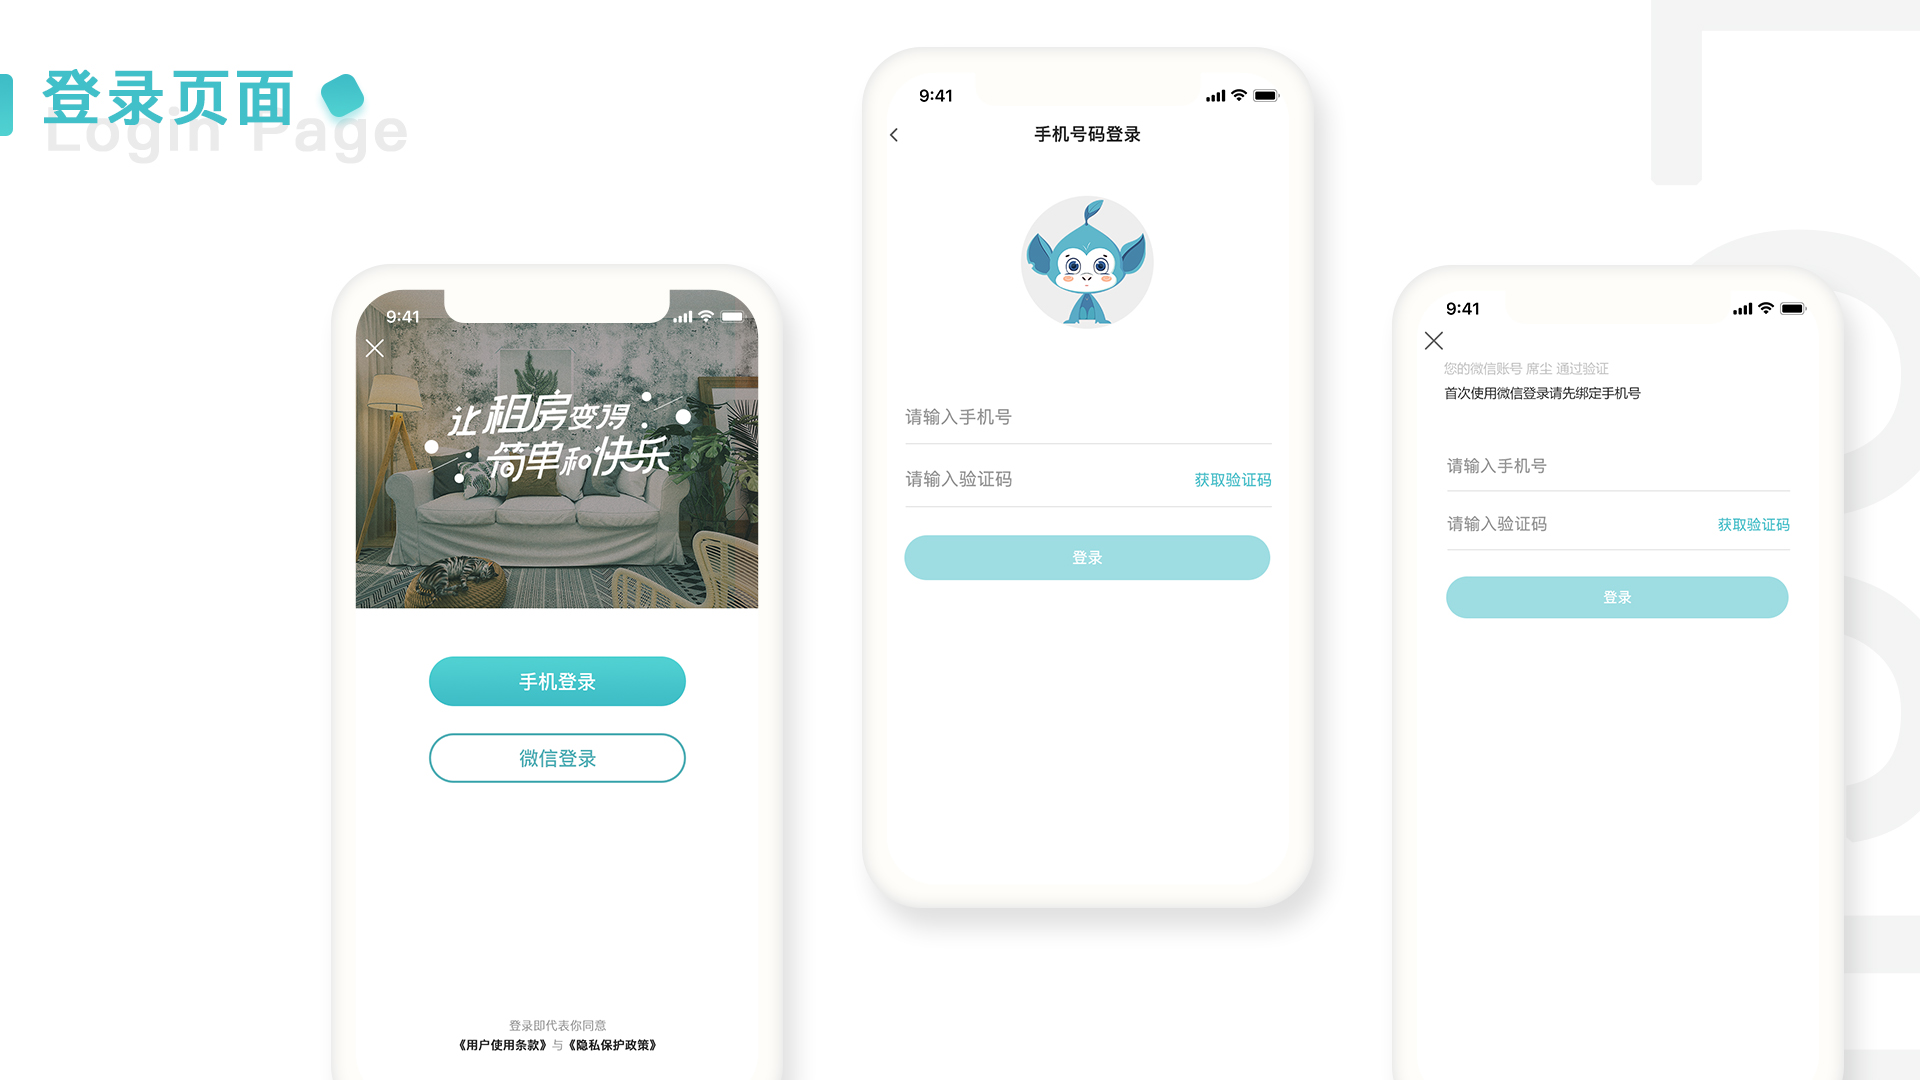 登录页面
Login Page
9:41
让租房变得
简单和快乐
手机登录
微信登录
登录即代表你同意
《用户使用条款》与《隐私保护政策》
9:41
手机号码登录
请输入手机号
请输入验证码
获取验证码
登录
9:41
您的微信账号 席尘 通过验证
首次使用微信登录请先绑定手机号
请输入手机号
请输入验证码
获取验证码
登录